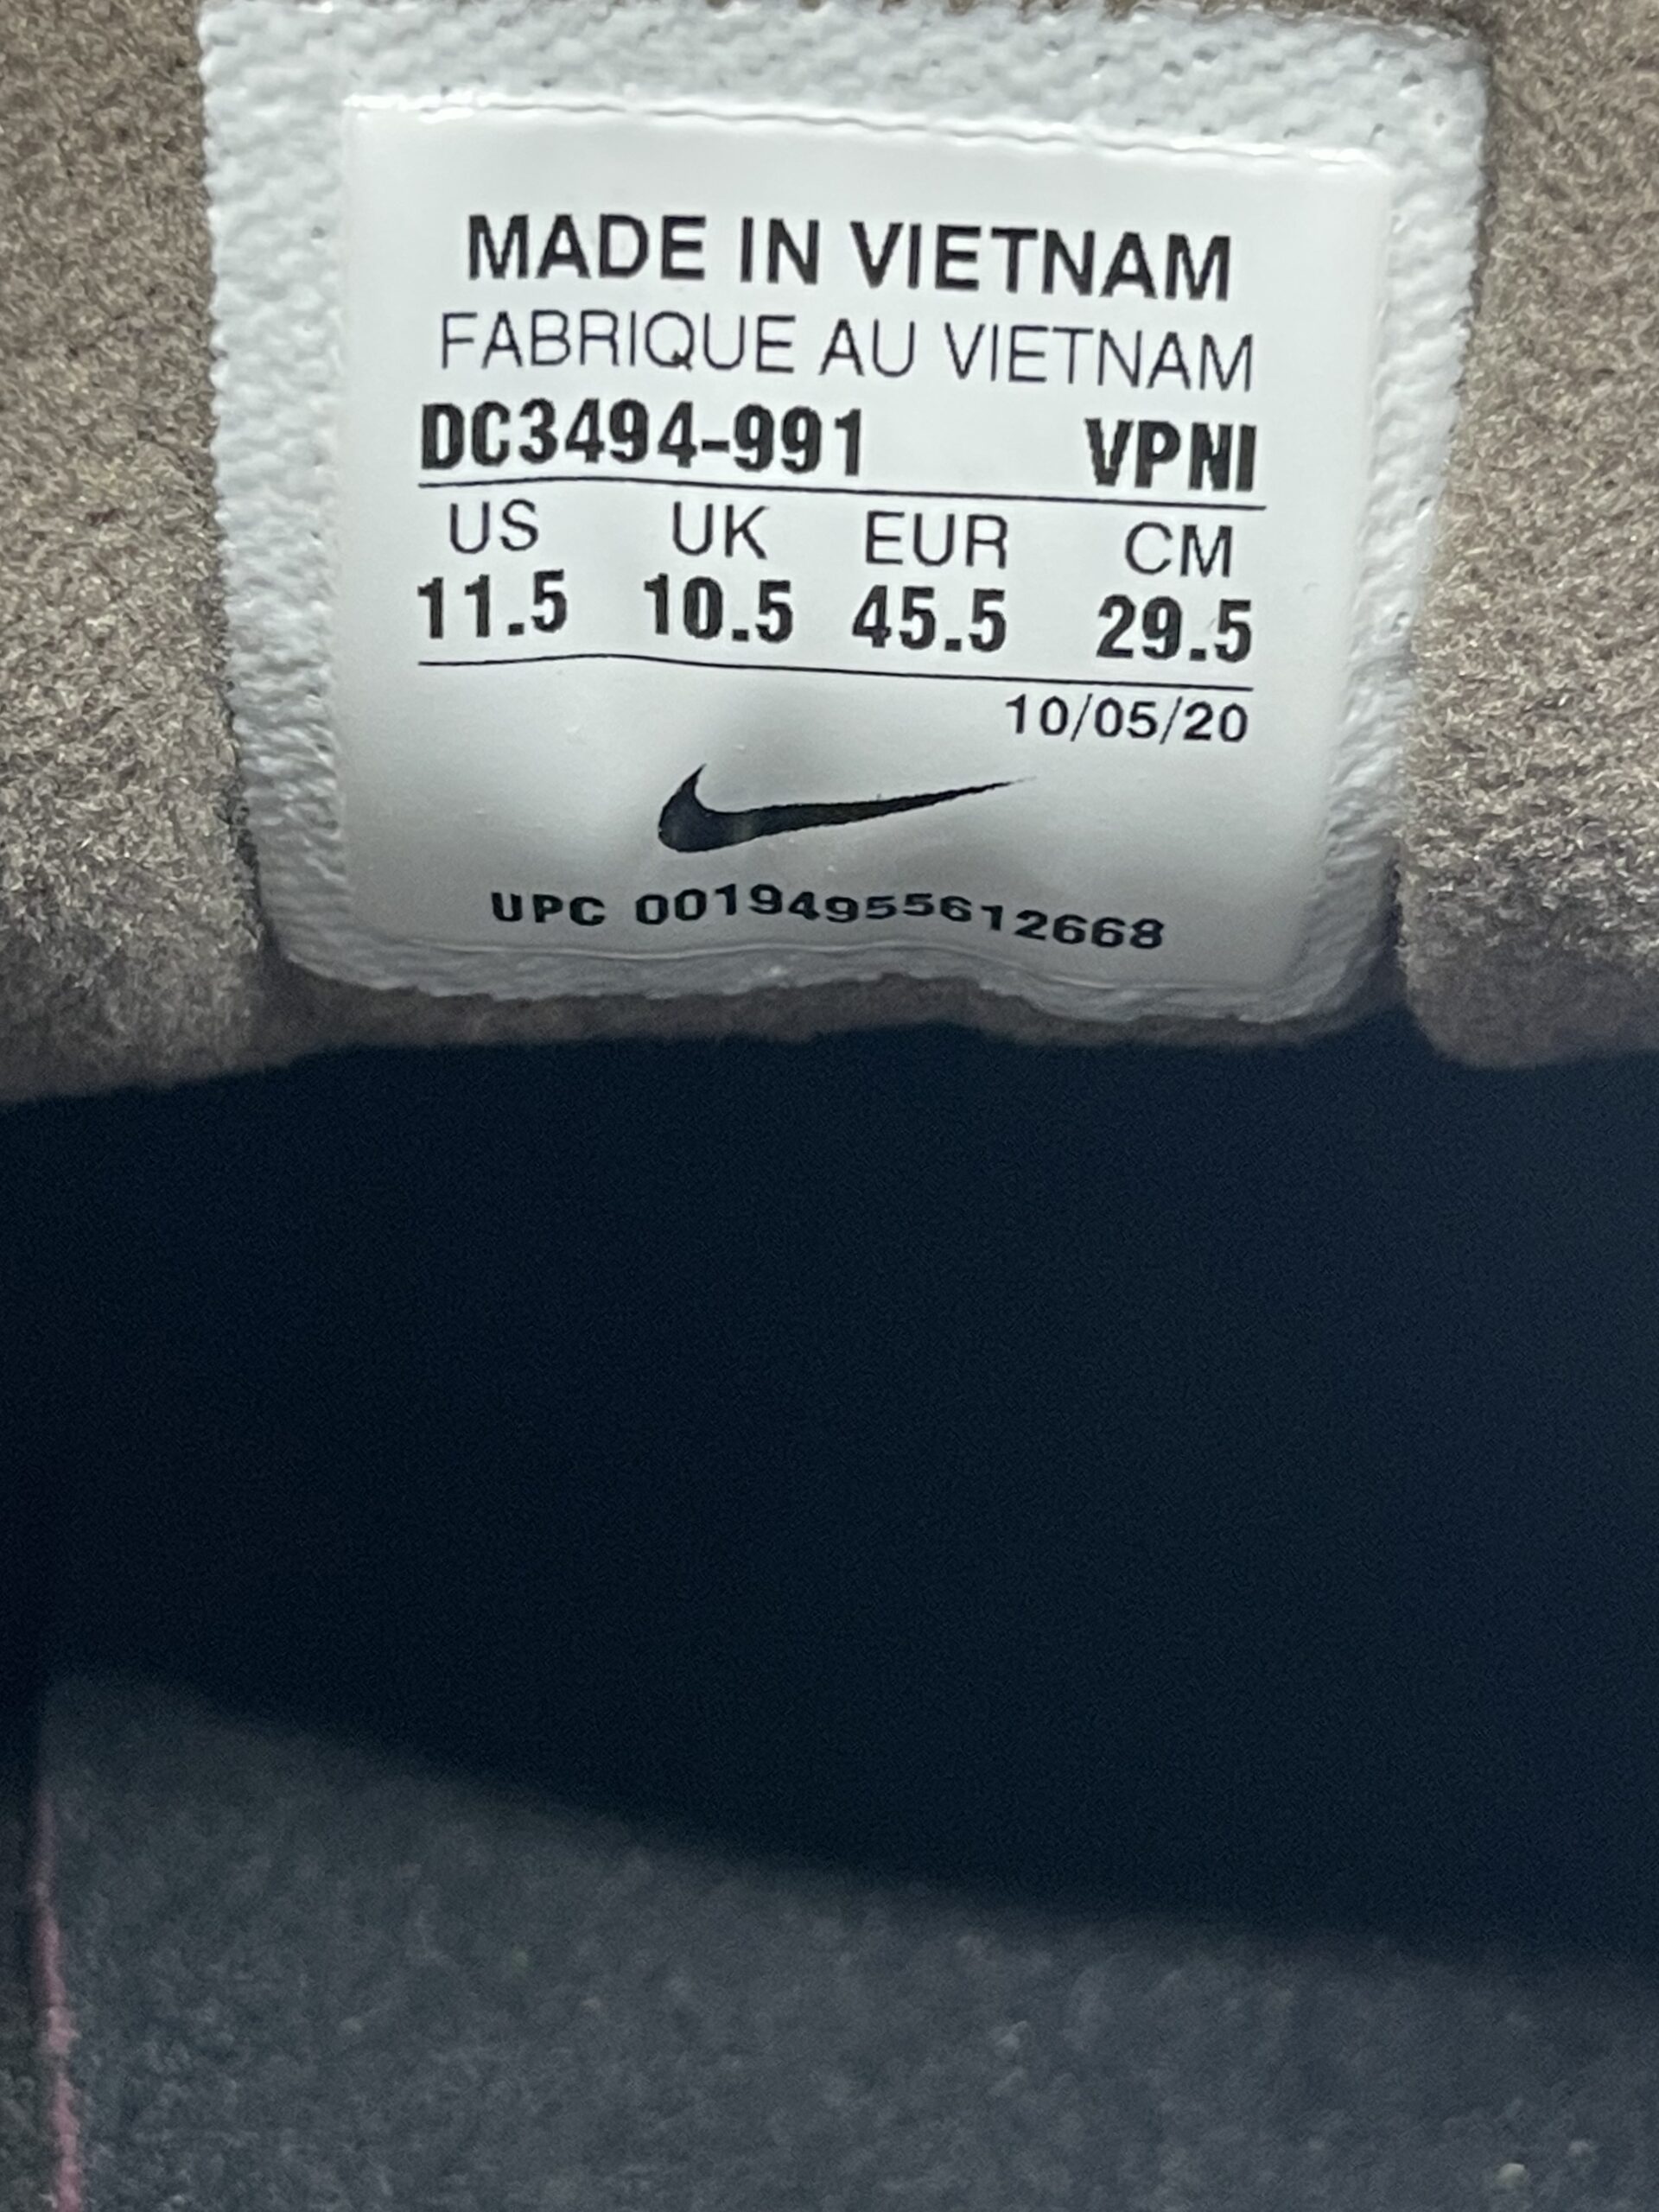 MADE IN VIETNAM
FABRIQUE AU VIETNAM
DC3494-991 VPNI
US UK EUR CM
11.5 10.5 45.5 29.5
10/05/20
UPC 00194955612668